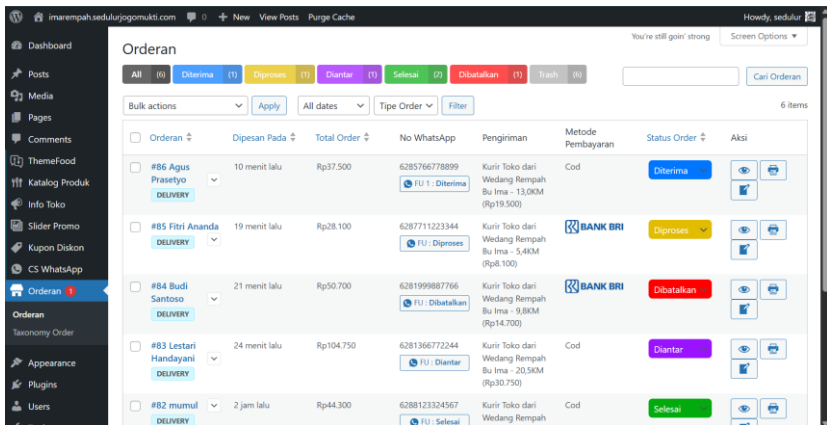 imarempah.sedulurjogomukti.com 0 + New View Posts Purge Cache Howdy, sedulur
Dashboard
Posts
Media
Pages
Comments
ThemeFood
Katalog Produk
Info Toko
Slider Promo
Kupon Diskon
CS WhatsApp
Orderan 1
Orderan
Taxonomy Order
Appearance
Plugins
Users
You're still goin' strong Screen Options
Orderan
All (6) Diterima (1) Diproses (1) Diantar (1) Selesai (2) Dibatalkan (1) Trash (6) Cari Orderan
Bulk actions Apply All dates Tipe Order Filter 6 items
Orderan Dipesan Pada Total Order No WhatsApp Pengiriman Metode Pembayaran Status Order Aksi
#86 Agus Prasetyo DELIVERY 10 menit lalu Rp37.500 6285766778899 FU 1 : Diterima Kurir Toko dari Wedang Rempah Bu Ima - 13,0KM (Rp19.500) Cod Diterima
#85 Fitri Ananda DELIVERY 19 menit lalu Rp28.100 6287711223344 FU : Diproses Kurir Toko dari Wedang Rempah Bu Ima - 5,4KM (Rp8.100) BANK BRI Diproses
#84 Budi Santoso DELIVERY 21 menit lalu Rp50.700 6281999887766 FU : Dibatalkan Kurir Toko dari Wedang Rempah Bu Ima - 9,8KM (Rp14.700) BANK BRI Dibatalkan
#83 Lestari Handayani DELIVERY 24 menit lalu Rp104.750 6281366772244 FU : Diantar Kurir Toko dari Wedang Rempah Bu Ima - 20,5KM (Rp30.750) Cod Diantar
#82 mumul DELIVERY 2 jam lalu Rp44.300 6288123324567 FU : Selesai Kurir Toko dari Wedang Rempah Cod Selesai